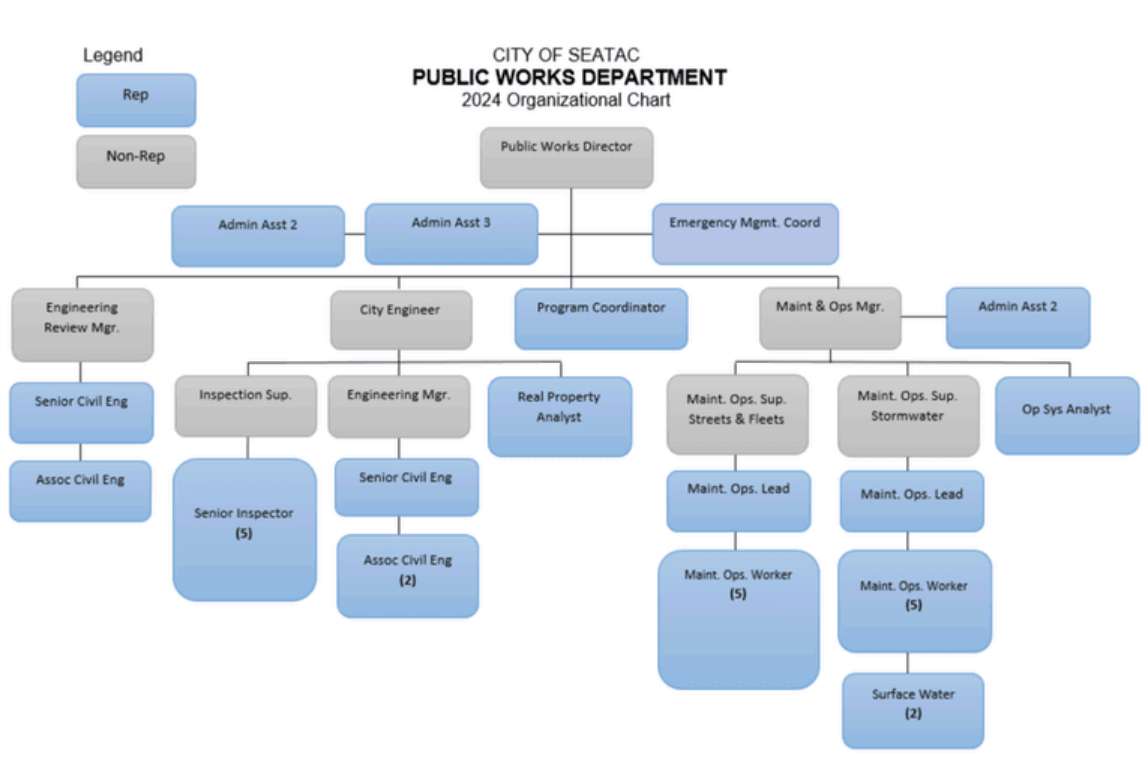 Legend
CITY OF SEATAC
PUBLIC WORKS DEPARTMENT
2024 Organizational Chart
Rep
Non-Rep
Public Works Director
Admin Asst 2
Admin Asst 3
Emergency Mgmt. Coord
Engineering
Review Mgr.
City Engineer
Program Coordinator
Maint & Ops Mgr.
Admin Asst 2
Senior Civil Eng
Assoc Civil Eng
Inspection Sup.
Senior Inspector
(5)
Engineering Mgr.
Senior Civil Eng
Assoc Civil Eng
(2)
Real Property
Analyst
Maint. Ops. Sup.
Streets & Fleets
Maint. Ops. Lead
Maint. Ops. Worker
(5)
Maint. Ops. Sup.
Stormwater
Maint. Ops. Lead
Maint. Ops. Worker
(5)
Surface Water
(2)
Op Sys Analyst